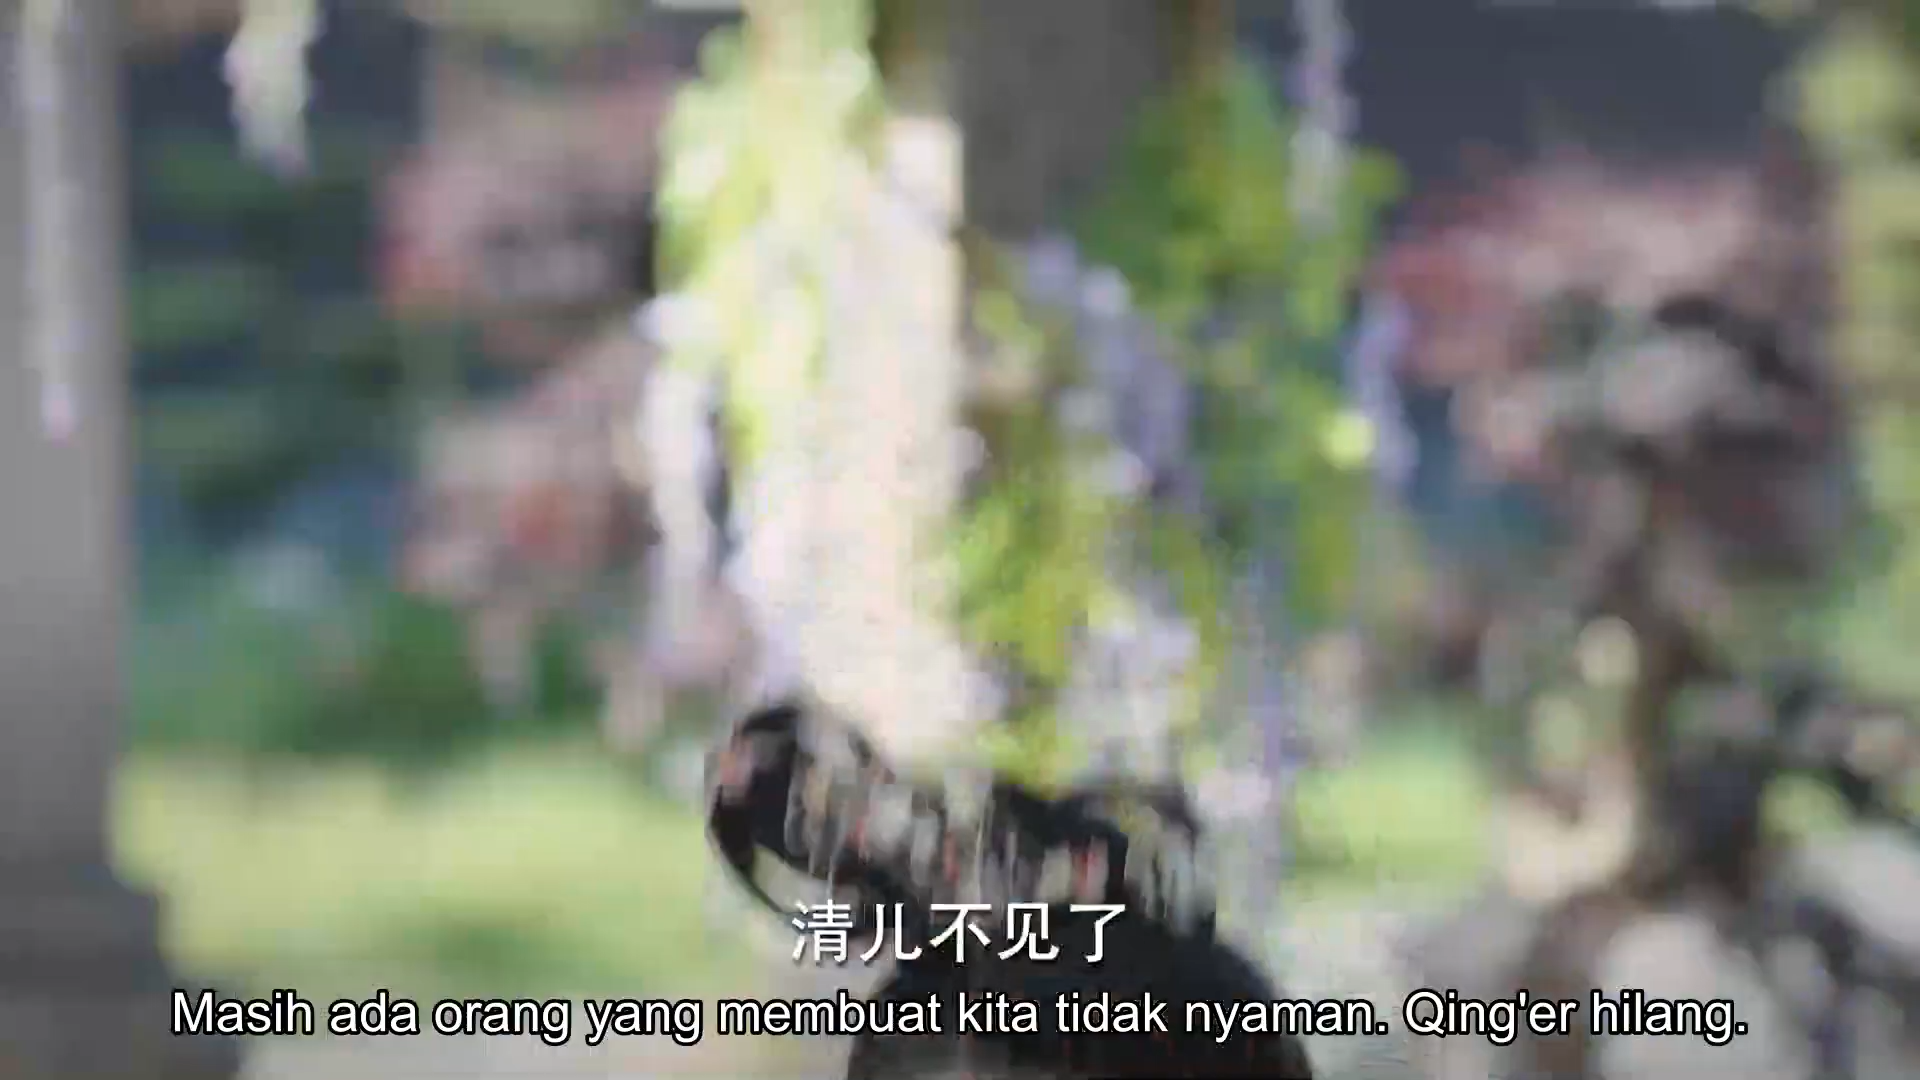 清儿不见了
Masih ada orang yang membuat kita tidak nyaman. Qing'er hilang.